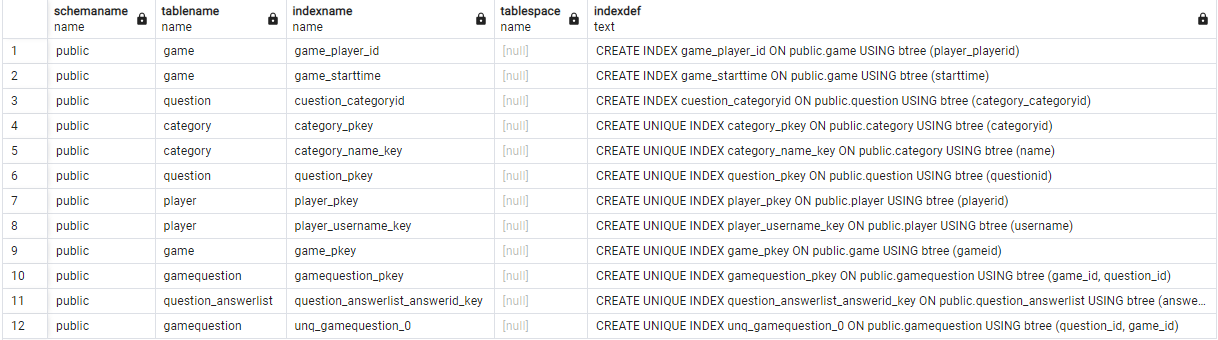 schemaname tablename indexname tablespace indexdef
name name name name text
1 public game game_player_id [null] CREATE INDEX game_player_id ON public.game USING btree (player_playerid)
2 public game game_starttime [null] CREATE INDEX game_starttime ON public.game USING btree (starttime)
3 public question cuestion_categoryid [null] CREATE INDEX cuestion_categoryid ON public.question USING btree (category_categoryid)
4 public category category_pkey [null] CREATE UNIQUE INDEX category_pkey ON public.category USING btree (categoryid)
5 public category category_name_key [null] CREATE UNIQUE INDEX category_name_key ON public.category USING btree (name)
6 public question question_pkey [null] CREATE UNIQUE INDEX question_pkey ON public.question USING btree (questionid)
7 public player player_pkey [null] CREATE UNIQUE INDEX player_pkey ON public.player USING btree (playerid)
8 public player player_username_key [null] CREATE UNIQUE INDEX player_username_key ON public.player USING btree (username)
9 public game game_pkey [null] CREATE UNIQUE INDEX game_pkey ON public.game USING btree (gameid)
10 public gamequestion gamequestion_pkey [null] CREATE UNIQUE INDEX gamequestion_pkey ON public.gamequestion USING btree (game_id, question_id)
11 public question_answerlist question_answerlist_answerid_key [null] CREATE UNIQUE INDEX question_answerlist_answerid_key ON public.question_answerlist USING btree (answe...
12 public gamequestion unq_gamequestion_0 [null] CREATE UNIQUE INDEX unq_gamequestion_0 ON public.gamequestion USING btree (question_id, game_id)